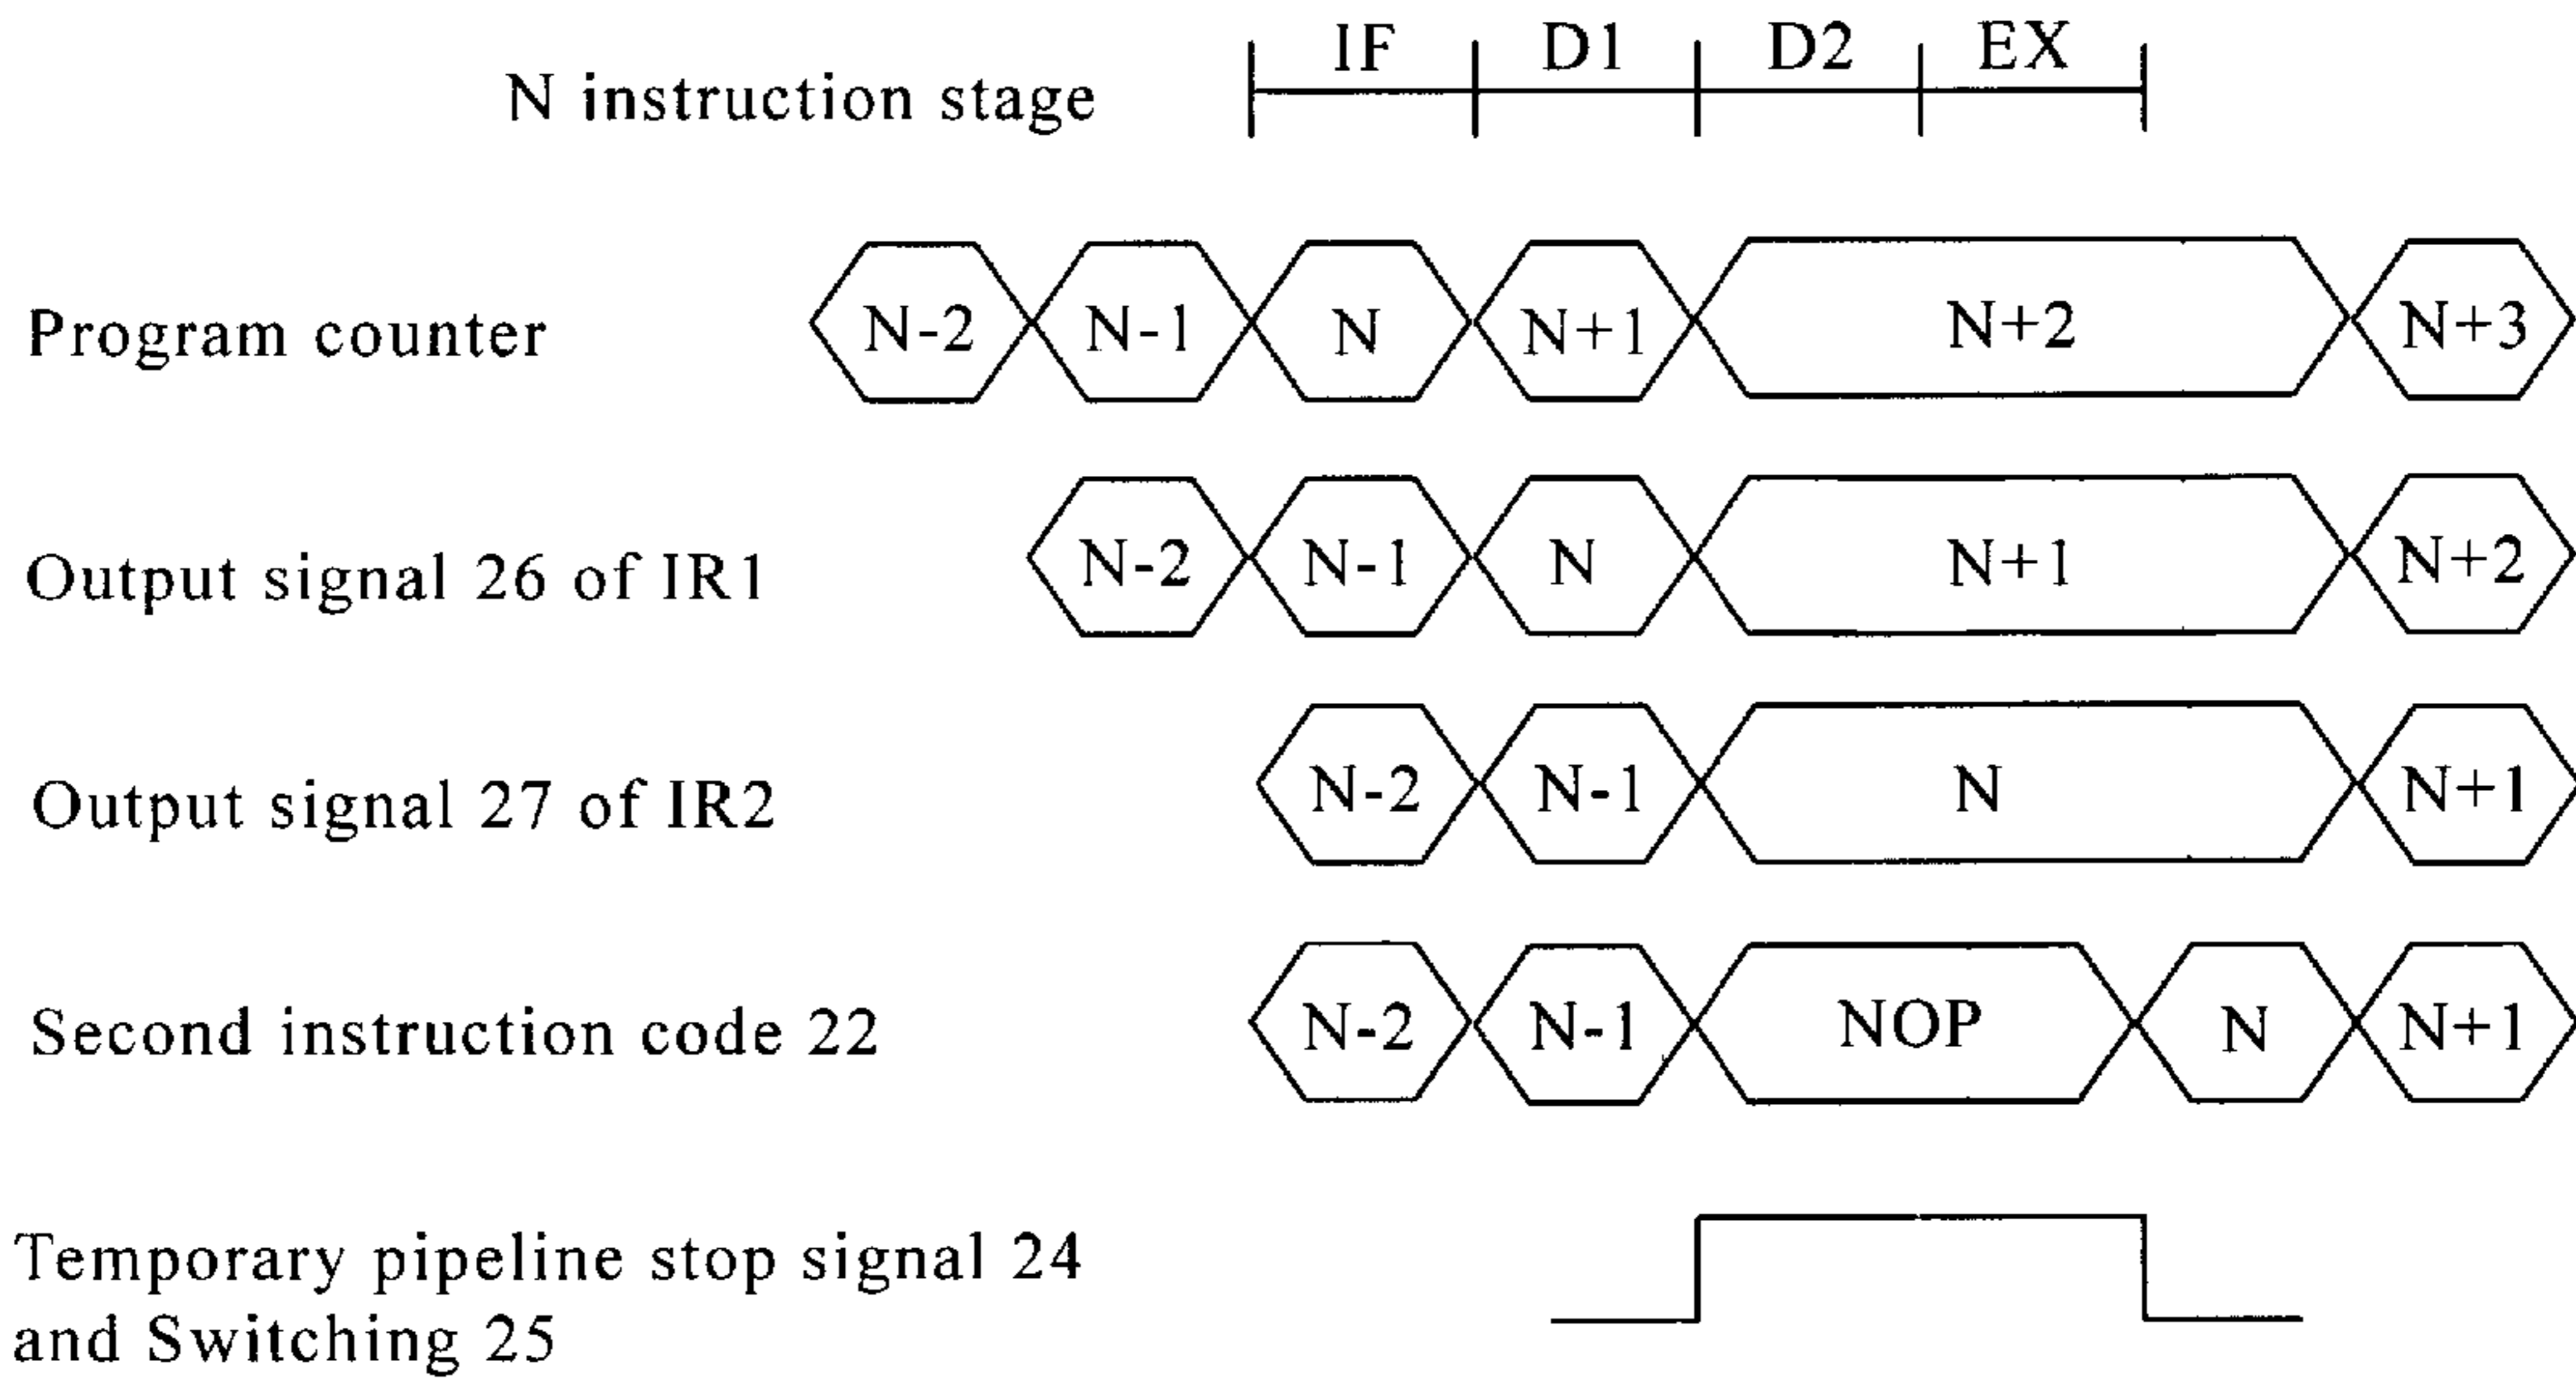 IF D1 D2 EX
N instruction stage
Program counter N-2 N-1 N N+1 N+2 N+3
Output signal 26 of IR1 N-2 N-1 N N+1 N+2
Output signal 27 of IR2 N-2 N-1 N N+1
Second instruction code 22 N-2 N-1 NOP N N+1
Temporary pipeline stop signal 24
and Switching 25